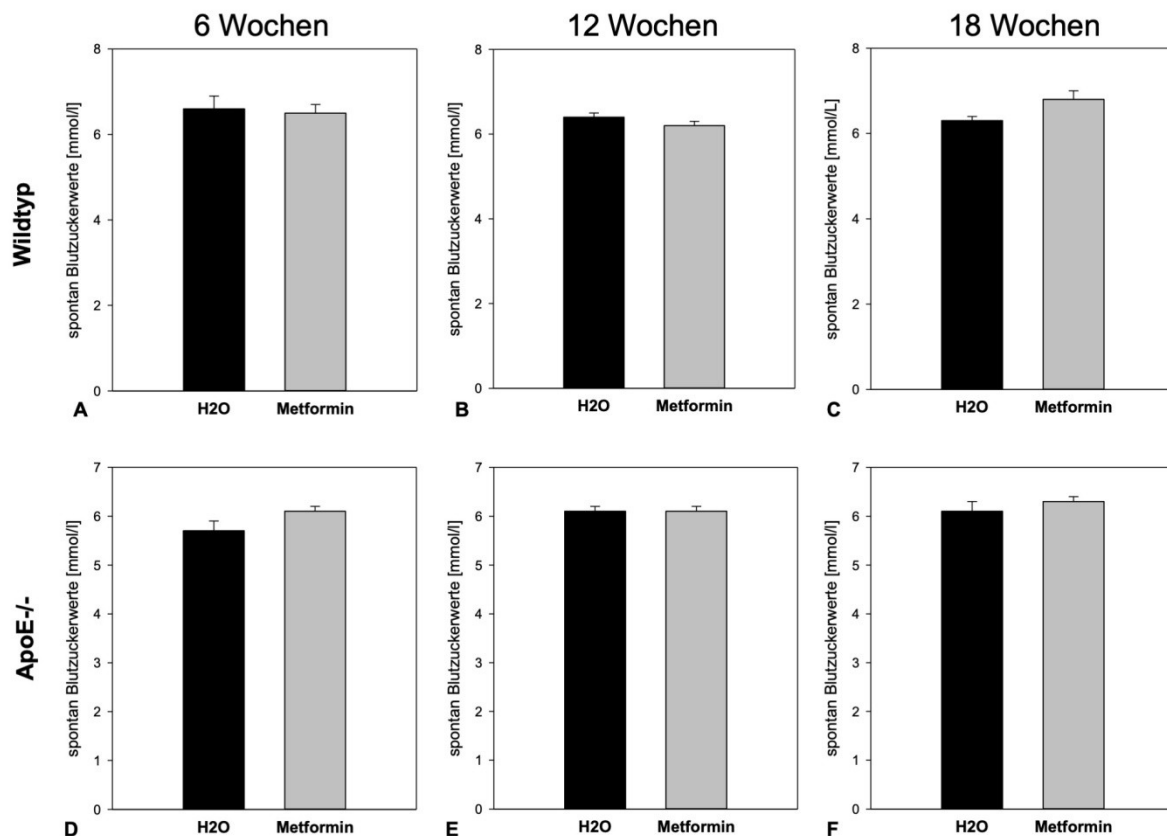 6 Wochen
12 Wochen
18 Wochen
Wildtyp
spontan Blutzuckerwerte [mmol/l]
8
6
4
2
0
A
H2O Metformin
spontan Blutzuckerwerte [mmol/l]
8
6
4
2
0
B
H2O Metformin
spontan Blutzuckerwerte [mmol/L]
8
6
4
2
0
C
H2O Metformin
ApoE-/-
spontan Blutzuckerwerte [mmol/l]
7
6
5
4
3
2
1
0
D
H2O Metformin
spontan Blutzuckerwerte [mmol/l]
7
6
5
4
3
2
1
0
E
H2O Metformin
spontan Blutzuckerwerte [mmol/l]
7
6
5
4
3
2
1
0
F
H2O Metformin